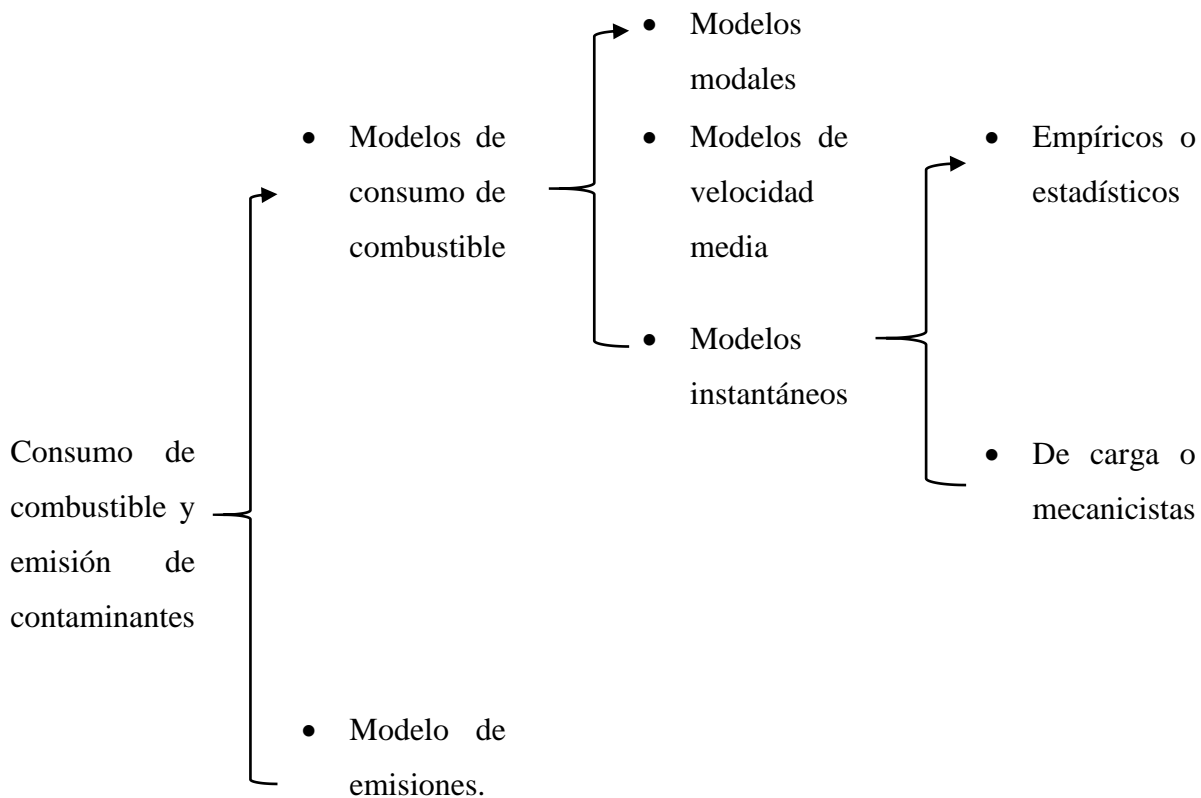 Consumo de
combustible y
emisión de
contaminantes
• Modelos de
consumo de
combustible
• Modelo de
emisiones.
• Modelos
modales
• Modelos de
velocidad
media
• Modelos
instantáneos
• Empíricos o
estadísticos
• De carga o
mecanicistas